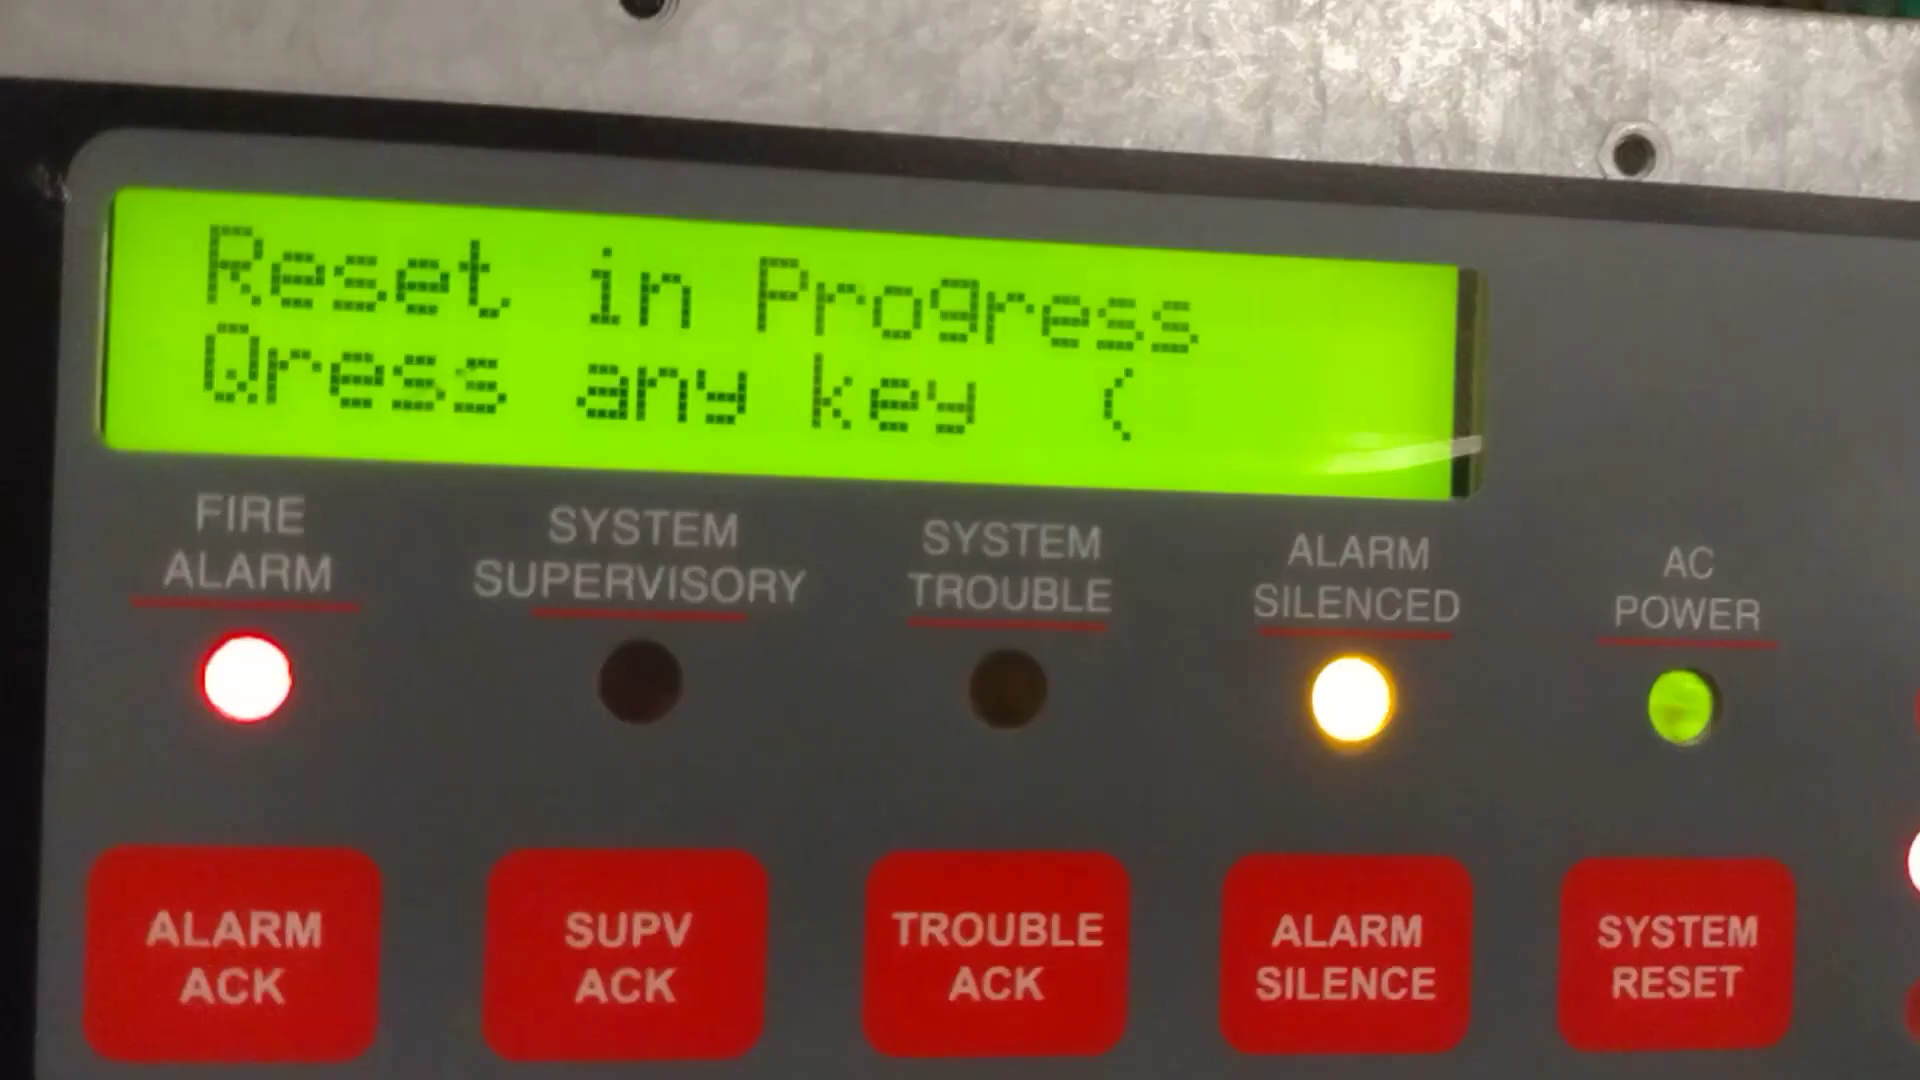 Reset in Progress
Qress any key (
FIRE
ALARM
SYSTEM
SUPERVISORY
SYSTEM
TROUBLE
ALARM
SILENCED
AC
POWER
ALARM
ACK
SUPV
ACK
TROUBLE
ACK
ALARM
SILENCE
SYSTEM
RESET